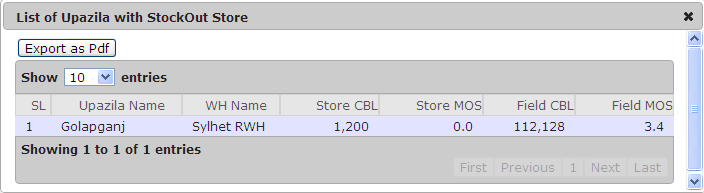 List of Upazila with StockOut Store
Export as Pdf
Show 10 entries
SL Upazila Name WH Name Store CBL Store MOS Field CBL Field MOS
1 Golapganj Sylhet RWH 1,200 0.0 112,128 3.4
Showing 1 to 1 of 1 entries
First Previous 1 Next Last